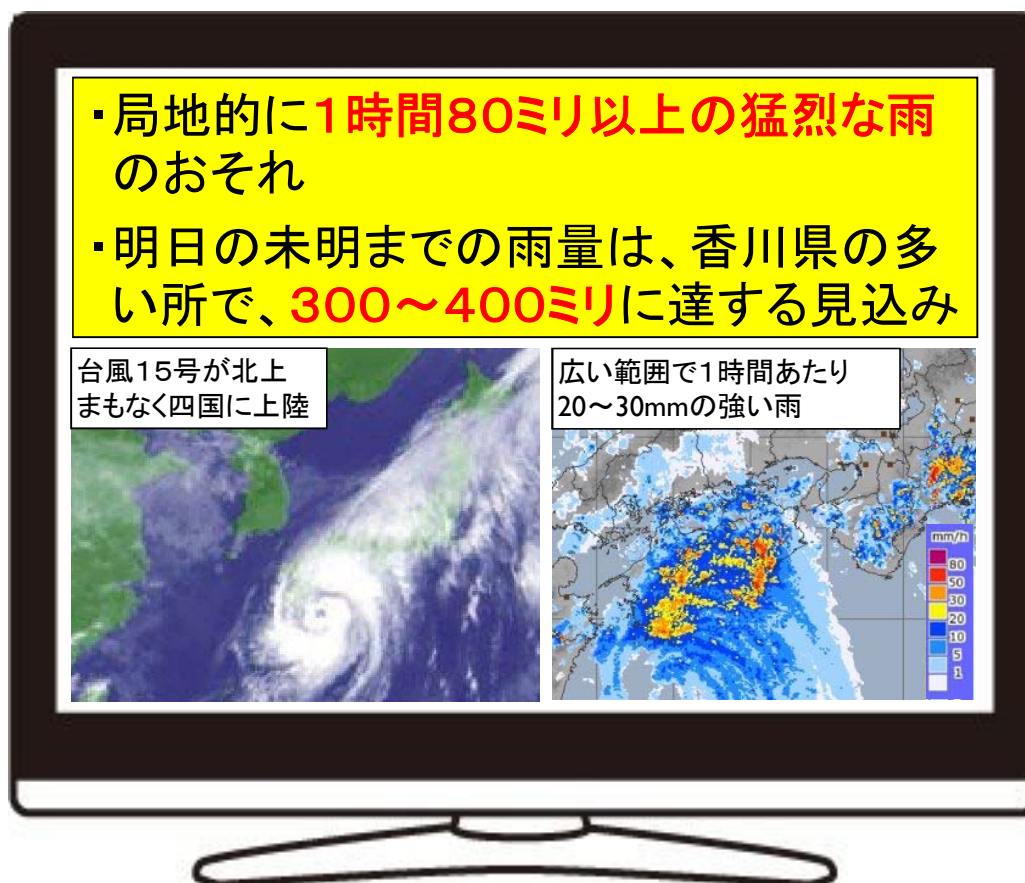 ・局地的に１時間８０ミリ以上の猛烈な雨
のおそれ
・明日の未明までの雨量は、香川県の多
い所で、３００～４００ミリに達する見込み
台風１５号が北上
まもなく四国に上陸
広い範囲で１時間あたり
20～30mmの強い雨
mm/h
80
50
30
20
10
5
1